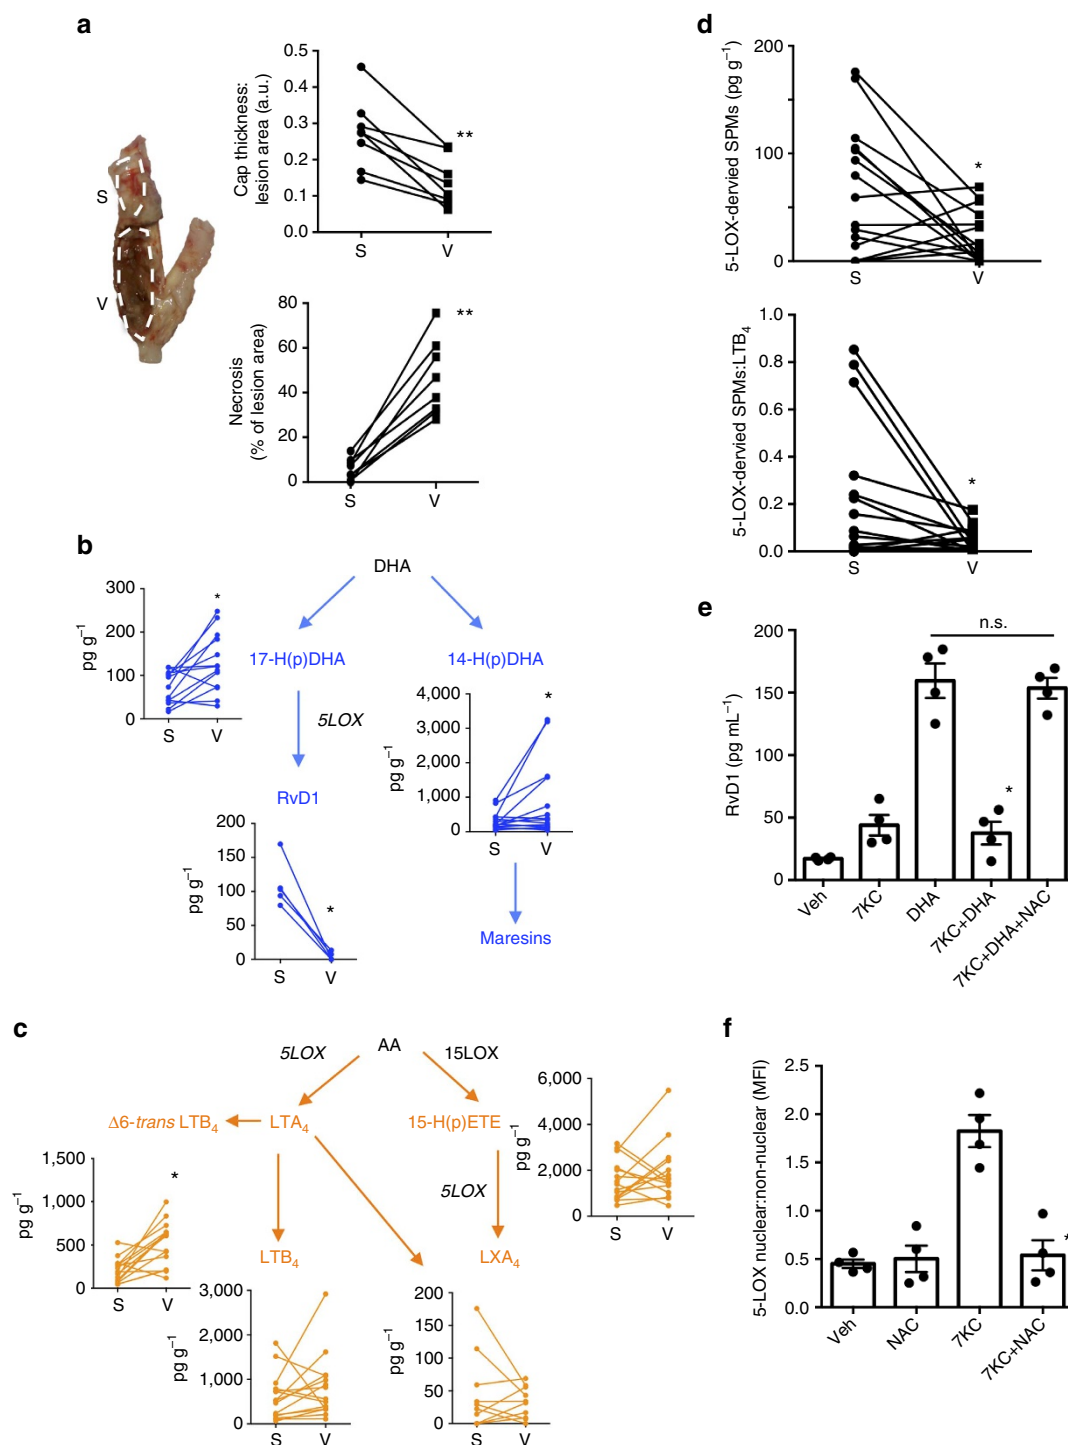 a
S
V
Cap thickness:
lesion area (a.u.)
0.5
0.4
0.3
0.2
0.1
0.0
**
S V
Necrosis
(% of lesion area)
80
60
40
20
0
**
S V
b
DHA
17-H(p)DHA
14-H(p)DHA
5LOX
RvD1
Maresins
pg g−1
300
200
100
0
*
S V
pg g−1
4,000
3,000
2,000
1,000
0
*
S V
pg g−1
200
150
100
50
0
*
S V
c
AA
5LOX
15LOX
Δ6-trans LTB4
LTA4
15-H(p)ETE
5LOX
LTB4
LXA4
pg g−1
1,500
1,000
500
0
*
S V
pg g−1
6,000
4,000
2,000
0
S V
pg g−1
3,000
2,000
1,000
0
S V
pg g−1
200
150
100
50
0
S V
d
5-LOX-dervied SPMs (pg g−1)
200
100
0
*
S V
5-LOX-dervied SPMs:LTB4
1.0
0.8
0.6
0.4
0.2
0.0
*
S V
e
RvD1 (pg mL−1)
200
150
100
50
0
n.s.
*
Veh
7KC
DHA
7KC+DHA
7KC+DHA+NAC
f
5-LOX nuclear:non-nuclear (MFI)
2.5
2.0
1.5
1.0
0.5
0.0
*
Veh
NAC
7KC
7KC+NAC